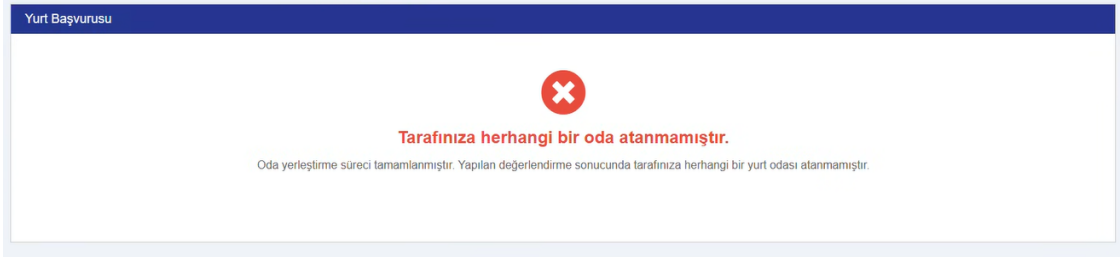 Yurt Başvurusu
Tarafınıza herhangi bir oda atanmamıştır.
Oda yerleştirme süreci tamamlanmıştır. Yapılan değerlendirme sonucunda tarafınıza herhangi bir yurt odası atanmamıştır.